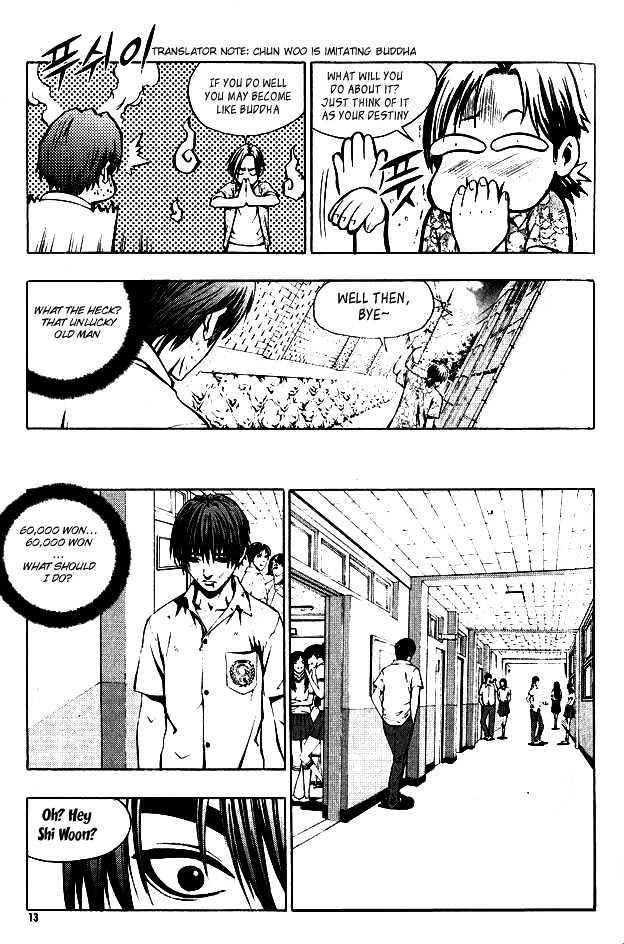 푸쉬이
TRANSLATOR NOTE: CHUN WOO IS IMITATING BUDDHA
IF YOU DO WELL
YOU MAY BECOME
LIKE BUDDHA
WHAT WILL YOU
DO ABOUT IT?
JUST THINK OF IT
AS YOUR DESTINY
풋
WHAT THE HECK?
THAT UNLUCKY
OLD MAN
WELL THEN,
BYE~
60,000 WON...
60,000 WON
...
WHAT SHOULD
I DO?
Oh? Hey
Shi Woon?
13